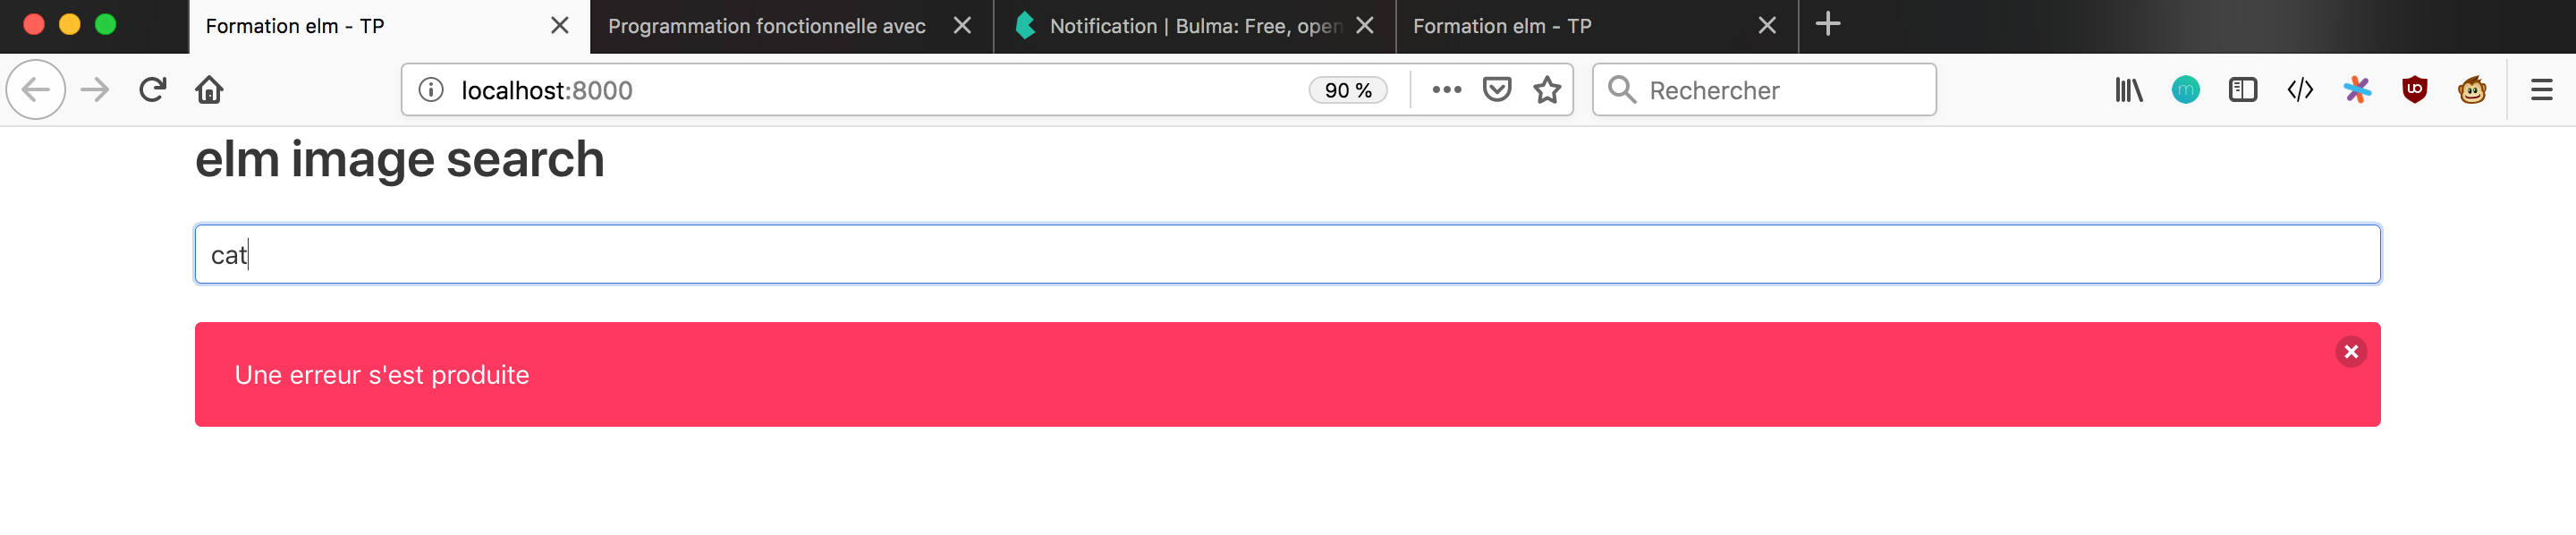 Formation elm - TP
Programmation fonctionnelle avec
Notification | Bulma: Free, open
Formation elm - TP
localhost:8000
90 %
Rechercher
elm image search
cat
Une erreur s'est produite